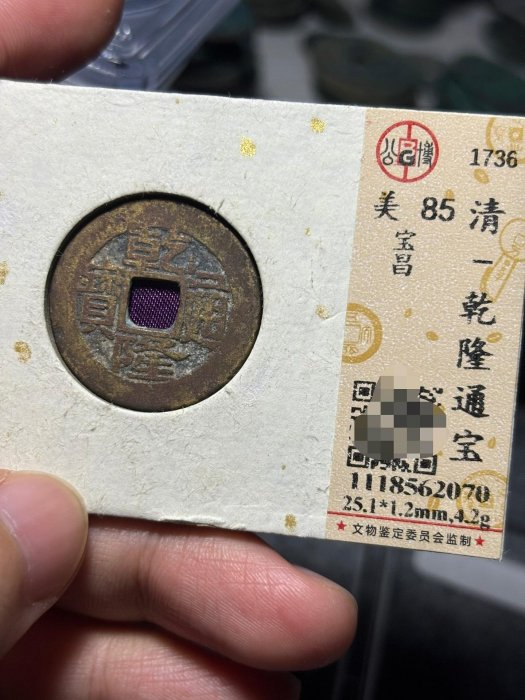 乾隆通寶
公博
1736
美 85
宝昌
清－乾隆通宝
1118562070
25.1*1.2mm,4.2g
★ 文物鉴定委员会监制 ★